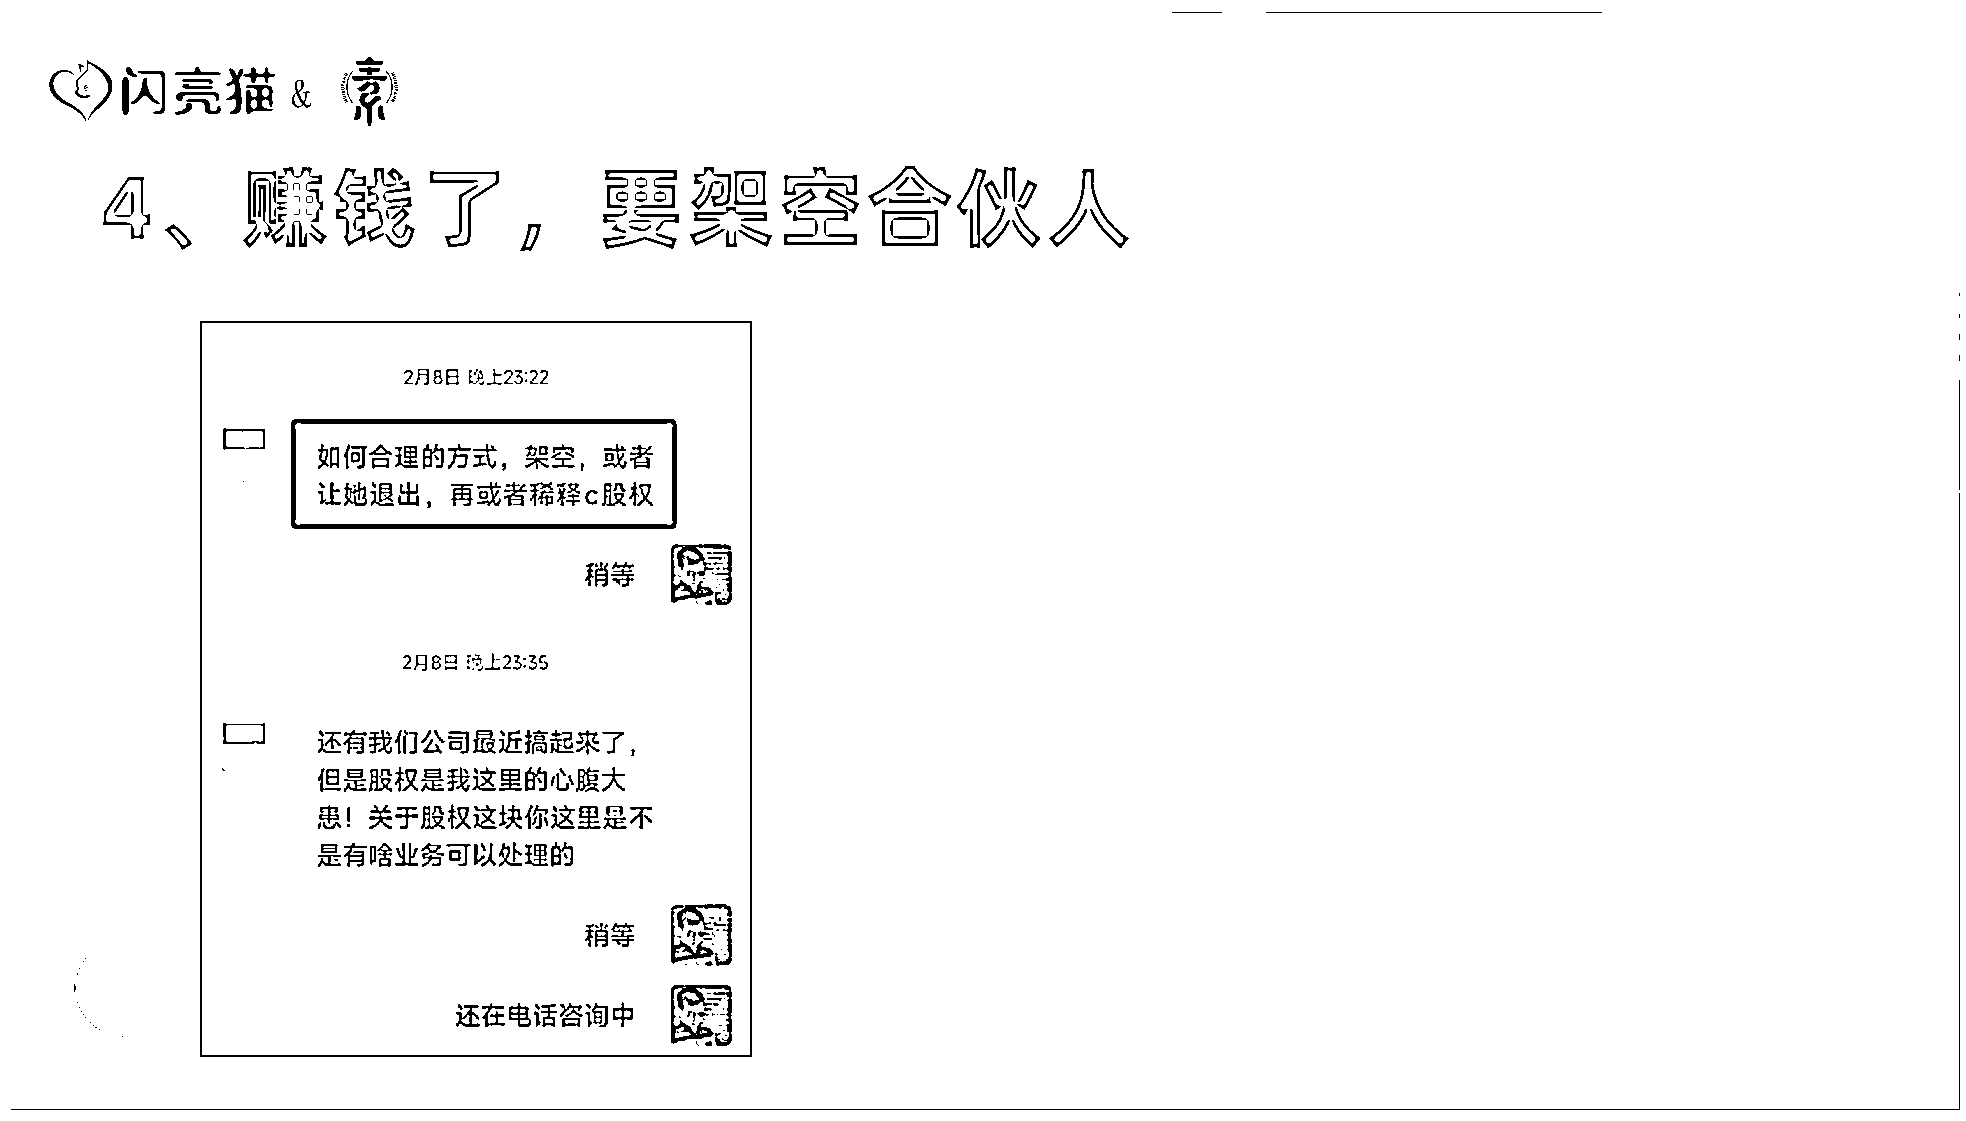 闪亮猫 & 素
4、赚钱了，要架空合伙人
2月8日 晚上23:22
如何合理的方式，架空，或者
让她退出，再或者稀释c股权
稍等
2月8日 晚上23:35
还有我们公司最近搞起来了，
但是股权是我这里的心腹大
患！关于股权这块你这里是不
是有啥业务可以处理的
稍等
还在电话咨询中